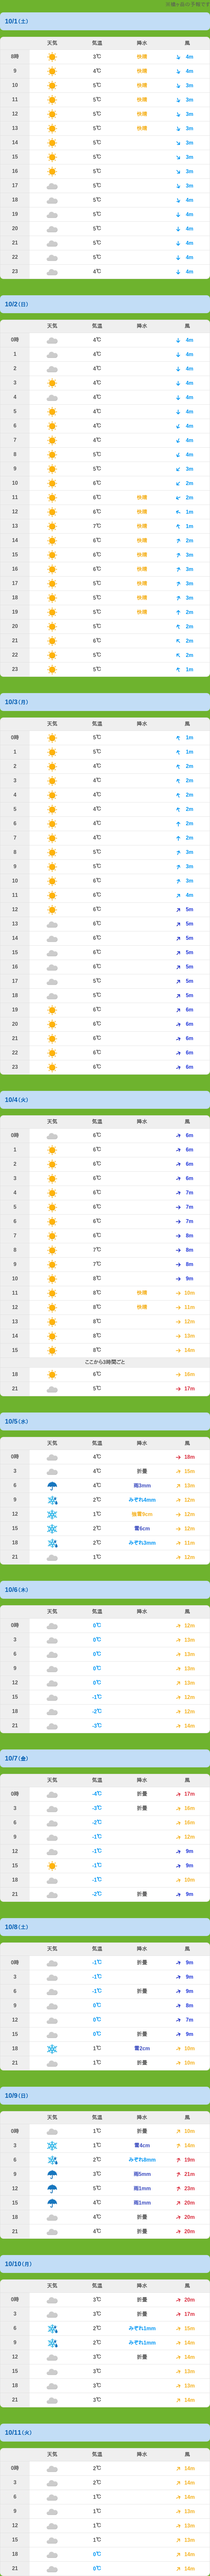 の予報です
10/1(土)
天気 気温 降水 風
8時 3℃ 快晴 4m
9 4℃ 快晴 4m
10 5℃ 快晴 3m
11 5℃ 快晴 3m
12 5℃ 快晴 3m
13 5℃ 快晴 3m
14 5℃ 3m
15 5℃ 3m
16 5℃ 3m
17 5℃ 3m
18 5℃ 4m
19 5℃ 4m
20 5℃ 4m
21 5℃ 4m
22 5℃ 4m
23 4℃ 4m
10/2(日)
天気 気温 降水 風
0時 4℃ 4m
1 4℃ 4m
2 4℃ 4m
3 4℃ 4m
4 4℃ 4m
5 4℃ 4m
6 4℃ 4m
7 4℃ 4m
8 5℃ 4m
9 5℃ 3m
10 6℃ 2m
11 6℃ 快晴 2m
12 6℃ 快晴 1m
13 7℃ 快晴 1m
14 6℃ 快晴 2m
15 6℃ 快晴 3m
16 6℃ 快晴 3m
17 5℃ 快晴 3m
18 5℃ 快晴 3m
19 5℃ 快晴 2m
20 5℃ 2m
21 6℃ 2m
22 5℃ 2m
23 5℃ 1m
10/3(月)
天気 気温 降水 風
0時 5℃ 1m
1 5℃ 1m
2 4℃ 2m
3 4℃ 2m
4 4℃ 2m
5 4℃ 2m
6 4℃ 2m
7 4℃ 2m
8 5℃ 3m
9 5℃ 3m
10 6℃ 3m
11 6℃ 4m
12 6℃ 5m
13 6℃ 5m
14 6℃ 5m
15 6℃ 5m
16 6℃ 5m
17 5℃ 5m
18 5℃ 5m
19 6℃ 6m
20 6℃ 6m
21 6℃ 6m
22 6℃ 6m
23 6℃ 6m
10/4(火)
天気 気温 降水 風
0時 6℃ 6m
1 6℃ 6m
2 6℃ 6m
3 6℃ 6m
4 6℃ 7m
5 6℃ 7m
6 6℃ 7m
7 6℃ 8m
8 7℃ 8m
9 7℃ 8m
10 8℃ 9m
11 8℃ 快晴 10m
12 8℃ 快晴 11m
13 8℃ 12m
14 8℃ 13m
15 8℃ 14m
ここから3時間ごと
18 6℃ 16m
21 5℃ 17m
10/5(水)
天気 気温 降水 風
0時 4℃ 18m
3 4℃ 折畳 15m
6 4℃ 雨3mm 13m
9 2℃ みぞれ4mm 12m
12 1℃ 強雪9cm 12m
15 2℃ 雪6cm 12m
18 2℃ みぞれ3mm 11m
21 1℃ 12m
10/6(木)
天気 気温 降水 風
0時 0℃ 12m
3 0℃ 13m
6 0℃ 13m
9 0℃ 13m
12 0℃ 13m
15 -1℃ 12m
18 -2℃ 12m
21 -3℃ 14m
10/7(金)
天気 気温 降水 風
0時 -4℃ 折畳 17m
3 -3℃ 折畳 16m
6 -2℃ 16m
9 -1℃ 12m
12 -1℃ 9m
15 -1℃ 9m
18 -1℃ 10m
21 -2℃ 折畳 9m
10/8(土)
天気 気温 降水 風
0時 -1℃ 折畳 9m
3 -1℃ 9m
6 -1℃ 9m
9 0℃ 8m
12 0℃ 7m
15 0℃ 折畳 9m
18 1℃ 雪2cm 10m
21 1℃ 折畳 10m
10/9(日)
天気 気温 降水 風
0時 1℃ 折畳 10m
3 1℃ 雪4cm 14m
6 2℃ みぞれ8mm 19m
9 3℃ 雨5mm 21m
12 5℃ 雨1mm 23m
15 4℃ 雨1mm 20m
18 4℃ 折畳 20m
21 4℃ 折畳 20m
10/10(月)
天気 気温 降水 風
0時 3℃ 折畳 20m
3 3℃ 折畳 17m
6 2℃ みぞれ1mm 15m
9 2℃ みぞれ1mm 14m
12 3℃ 折畳 14m
15 3℃ 13m
18 3℃ 13m
21 3℃ 14m
10/11(火)
天気 気温 降水 風
0時 2℃ 14m
3 2℃ 14m
6 1℃ 14m
9 1℃ 13m
12 1℃ 13m
15 1℃ 13m
18 0℃ 14m
21 0℃ 14m